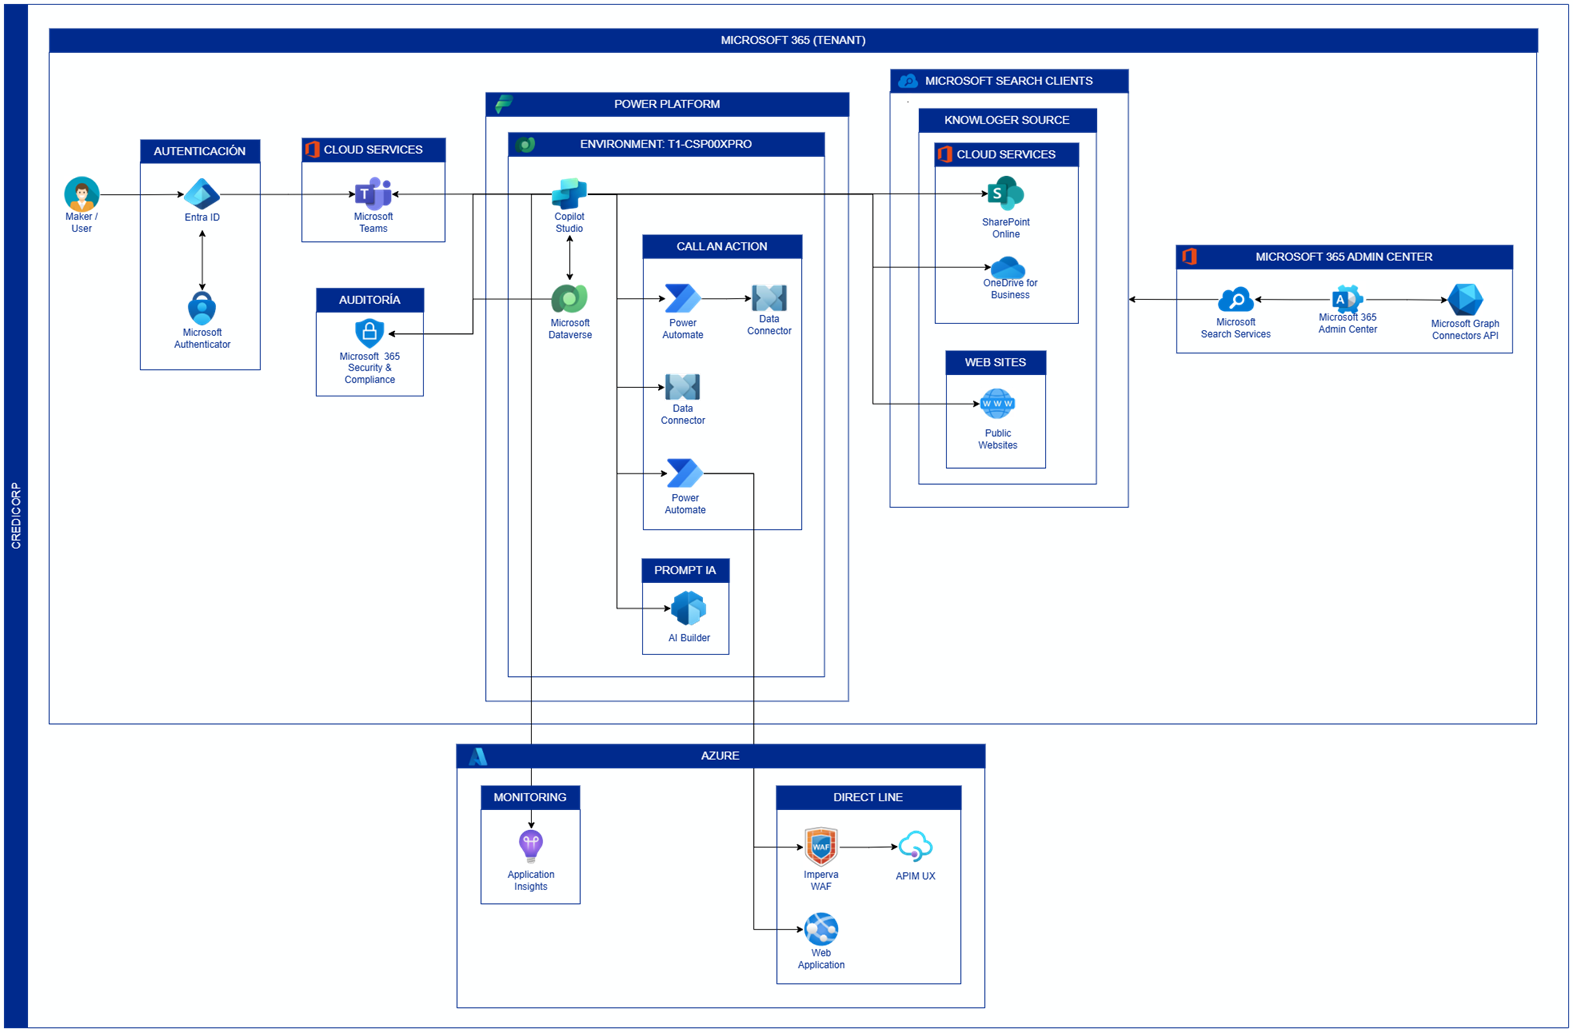 CREDICORP
MICROSOFT 365 (TENANT)
AUTENTICACIÓN
Maker /
User
Entra ID
Microsoft
Authenticator
CLOUD SERVICES
T
Microsoft
Teams
AUDITORÍA
Microsoft 365
Security &
Compliance
POWER PLATFORM
ENVIRONMENT: T1-CSP00XPRO
Copilot
Studio
Microsoft
Dataverse
CALL AN ACTION
Power
Automate
Data
Connector
Data
Connector
Power
Automate
PROMPT IA
AI Builder
MICROSOFT SEARCH CLIENTS
KNOWLOGER SOURCE
CLOUD SERVICES
S
SharePoint
Online
OneDrive for
Business
WEB SITES
WWW
Public
Websites
MICROSOFT 365 ADMIN CENTER
Microsoft
Search Services
A
Microsoft 365
Admin Center
Microsoft Graph
Connectors API
AZURE
MONITORING
Application
Insights
DIRECT LINE
WAF
Imperva
WAF
APIM UX
Web
Application